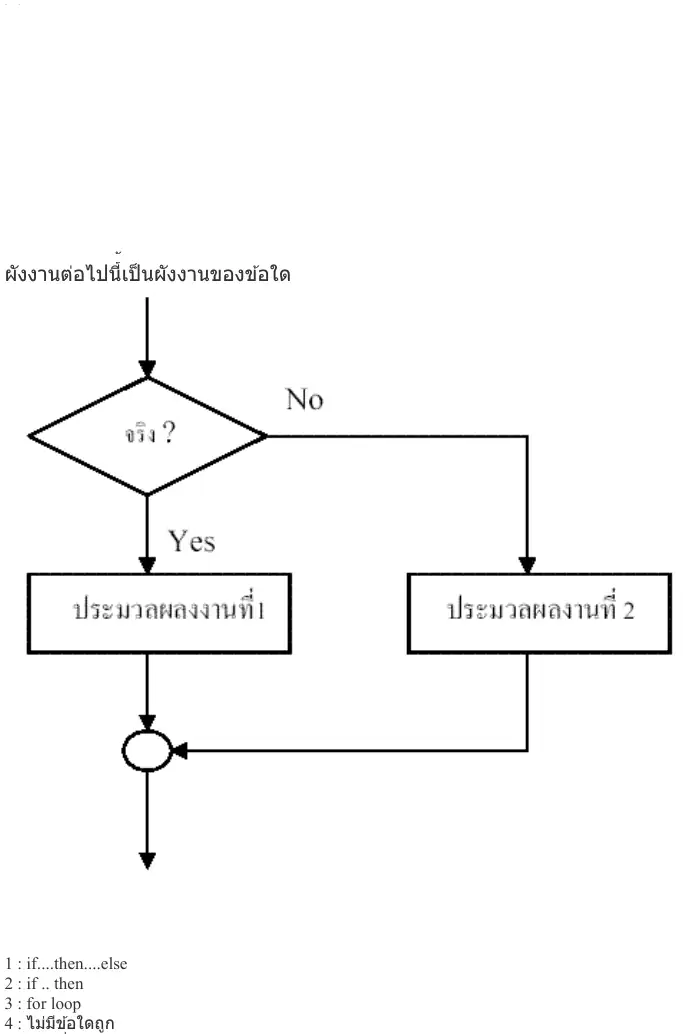 ผังงานต่อไปนี้เป็นผังงานของข้อใด
No
จริง ?
Yes
ประมวลผลงงานที่1
ประมวลผลงานที่ 2
1 : if....then....else
2 : if .. then
3 : for loop
4 : ไม่มีข้อใดถูก